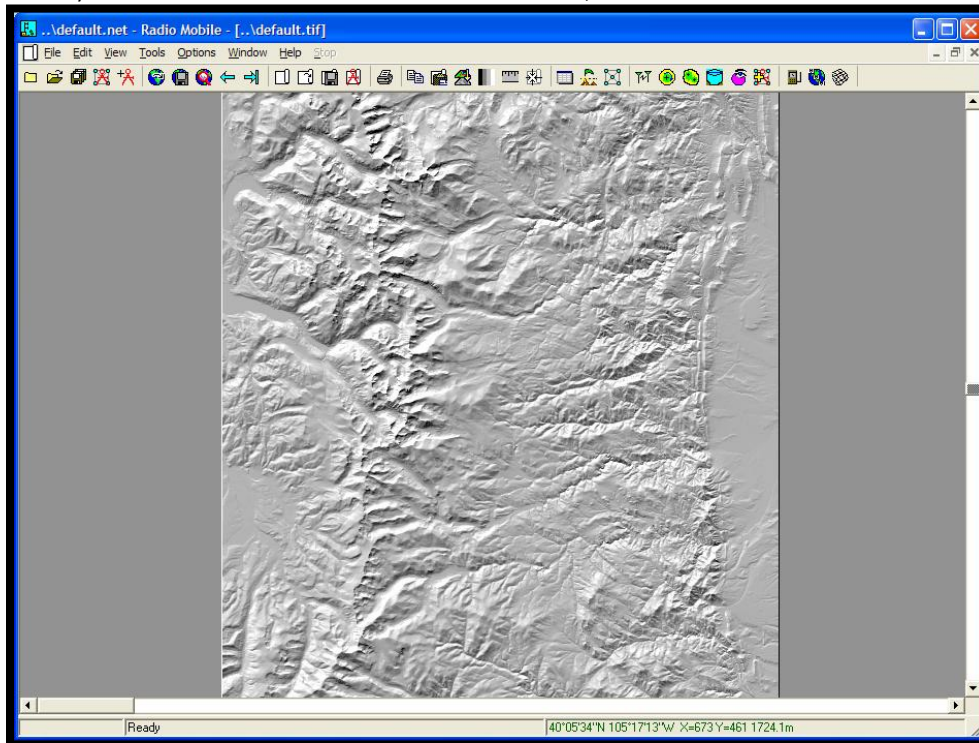 ..\default.net - Radio Mobile - [..\default.tif]
File Edit View Tools Options Window Help Stop
Ready
40°05'34"N 105°17'13"W X=673 Y=461 1724.1m